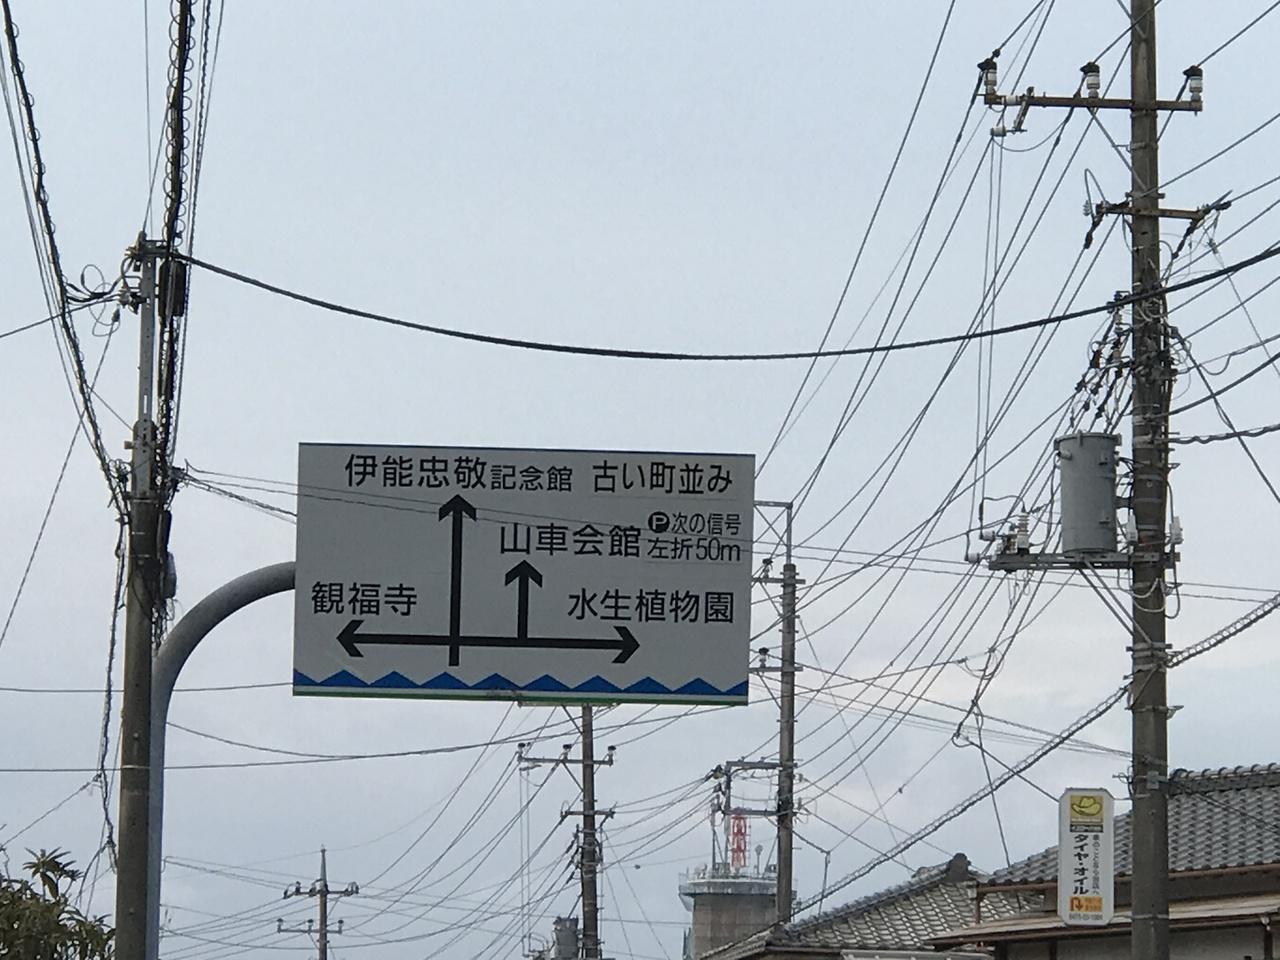 伊能忠敬記念館 古い町並み
山車会館 Ⓟ次の信号
左折50m
観福寺 水生植物園
タイヤ・オイル